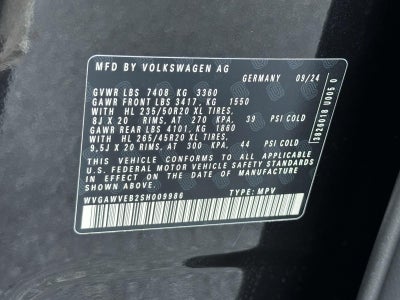 MFD BY VOLKSWAGEN AG
GERMANY 09/24
GVWR LBS 7408 KG 3360
GAWR FRONT LBS 3417, KG 1550
WITH HL 235/50R20 XL TIRES,
8J X 20 RIMS, AT 270 KPA, 39 PSI COLD
GAWR REAR LBS 4101, KG 1860
WITH HL 265/45R20 XL TIRES,
9,5J X 20 RIMS, AT 300 KPA, 44 PSI COLD
THIS VEHICLE CONFORMS TO ALL APPLICABLE
U.S. FEDERAL MOTOR VEHICLE SAFETY STANDARDS
IN EFFECT ON THE DATE OF
MANUFACTURE SHOWN ABOVE
WVGAWVEB2SH009986 TYPE: MPV
3026018 U005 0